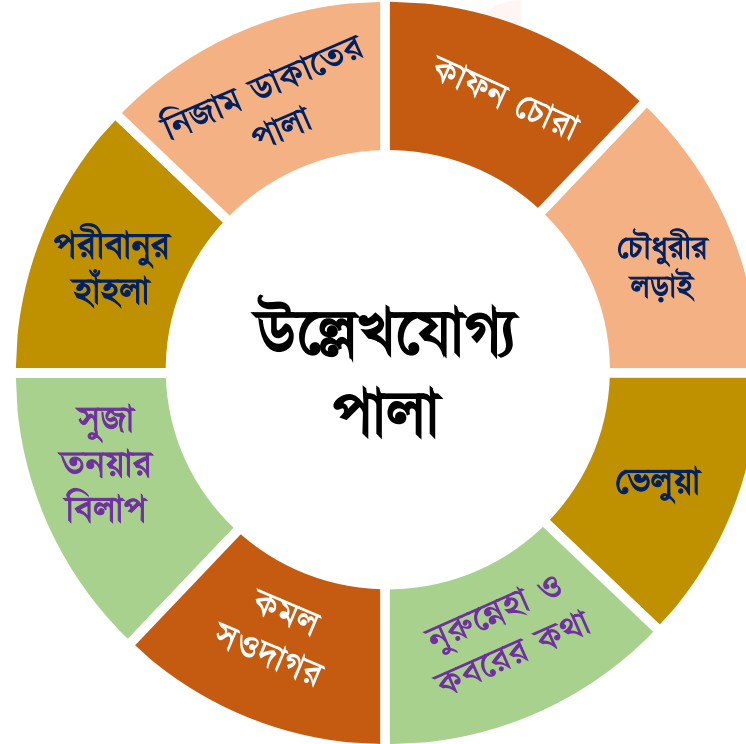 উল্লেখযোগ্য
পালা
কাফন চোরা
চৌধুরীর
লড়াই
ভেলুয়া
নুরুন্নেহা ও
কবরের কথা
কমল
সওদাগর
সুজা
তনয়ার
বিলাপ
পরীবানুর
হাঁহলা
নিজাম ডাকাতের
পালা